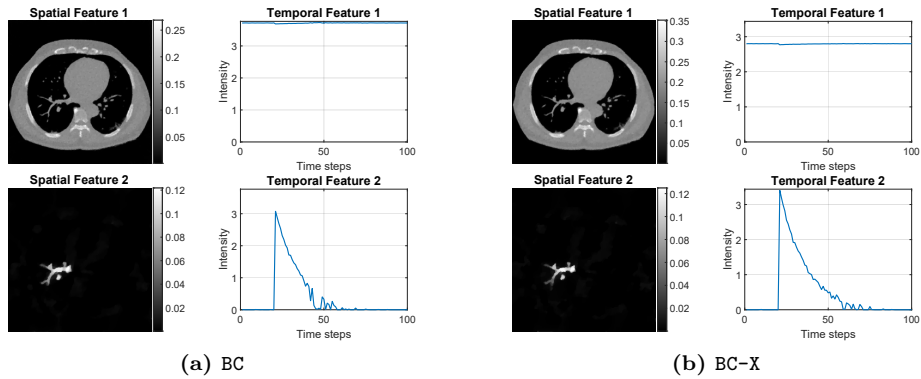 Spatial Feature 1
0.25
0.2
0.15
0.1
0.05
Temporal Feature 1
Intensity
3
2
1
0
0 50 100
Time steps
Spatial Feature 2
0.12
0.1
0.08
0.06
0.04
0.02
Temporal Feature 2
Intensity
3
2
1
0
0 50 100
Time steps
(a) BC
Spatial Feature 1
0.35
0.3
0.25
0.2
0.15
0.1
0.05
Temporal Feature 1
Intensity
3
2
1
0
0 50 100
Time steps
Spatial Feature 2
0.12
0.1
0.08
0.06
0.04
0.02
Temporal Feature 2
Intensity
3
2
1
0
0 50 100
Time steps
(b) BC-X